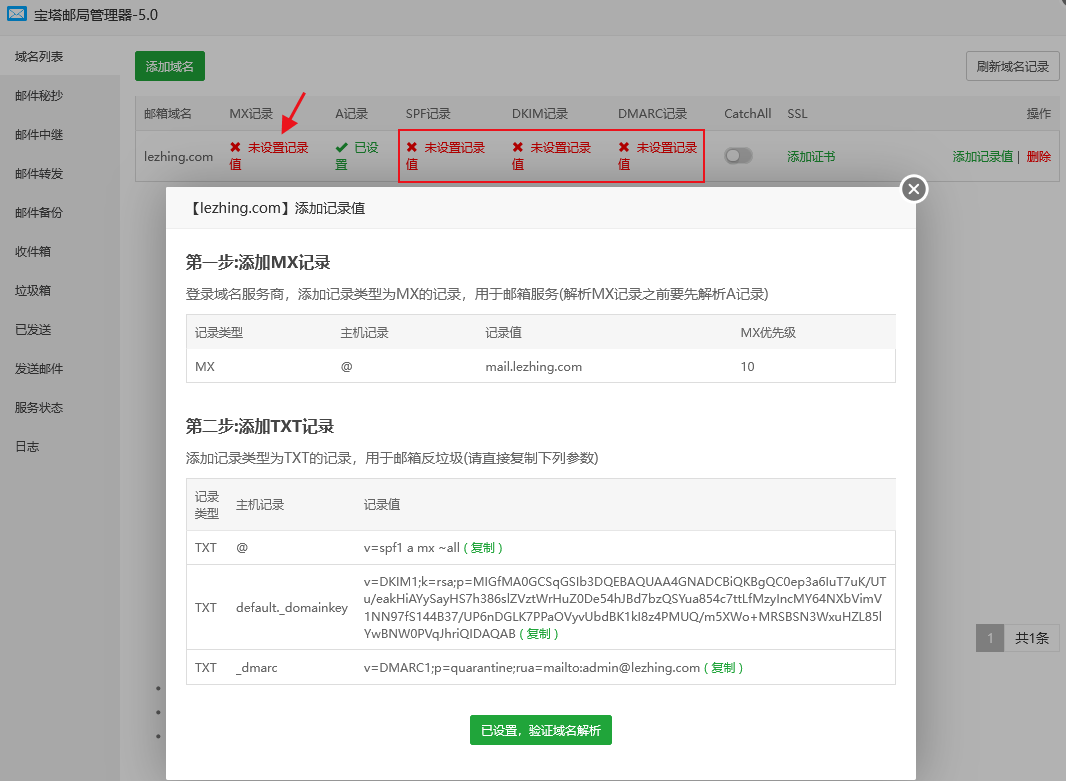 宝塔邮局管理器-5.0
域名列表
邮件秘抄
邮件中继
邮件转发
邮件备份
收件箱
垃圾箱
已发送
发送邮件
服务状态
日志
添加域名
刷新域名记录
邮箱域名 MX记录 A记录 SPF记录 DKIM记录 DMARC记录 CatchAll SSL 操作
lezhing.com 未设置记录值 已设置 未设置记录值 未设置记录值 未设置记录值 添加证书 添加记录值 | 删除
【lezhing.com】添加记录值
第一步:添加MX记录
登录域名服务商，添加记录类型为MX的记录，用于邮箱服务(解析MX记录之前要先解析A记录)
记录类型 主机记录 记录值 MX优先级
MX @ mail.lezhing.com 10
第二步:添加TXT记录
添加记录类型为TXT的记录，用于邮箱反垃圾(请直接复制下列参数)
记录类型 主机记录 记录值
TXT @ v=spf1 a mx ~all ( 复制 )
TXT default._domainkey v=DKIM1;k=rsa;p=MIGfMA0GCSqGSIb3DQEBAQUAA4GNADCBiQKBgQC0ep3a6IuT7uK/UT
u/eakHiAYySayHS7h386slZVztWrHuZ0De54hJBd7bzQSYua854c7ttLfMzyIncMY64NXbVimV
1NN97fS144B37/UP6nDGLK7PPaOVyvUbdBK1kI8z4PMUQ/m5XWo+MRSBSN3WxuHZL85l
YwBNW0PVqJhriQIDAQAB ( 复制 )
TXT _dmarc v=DMARC1;p=quarantine;rua=mailto:admin@lezhing.com ( 复制 )
1 共1条
已设置，验证域名解析